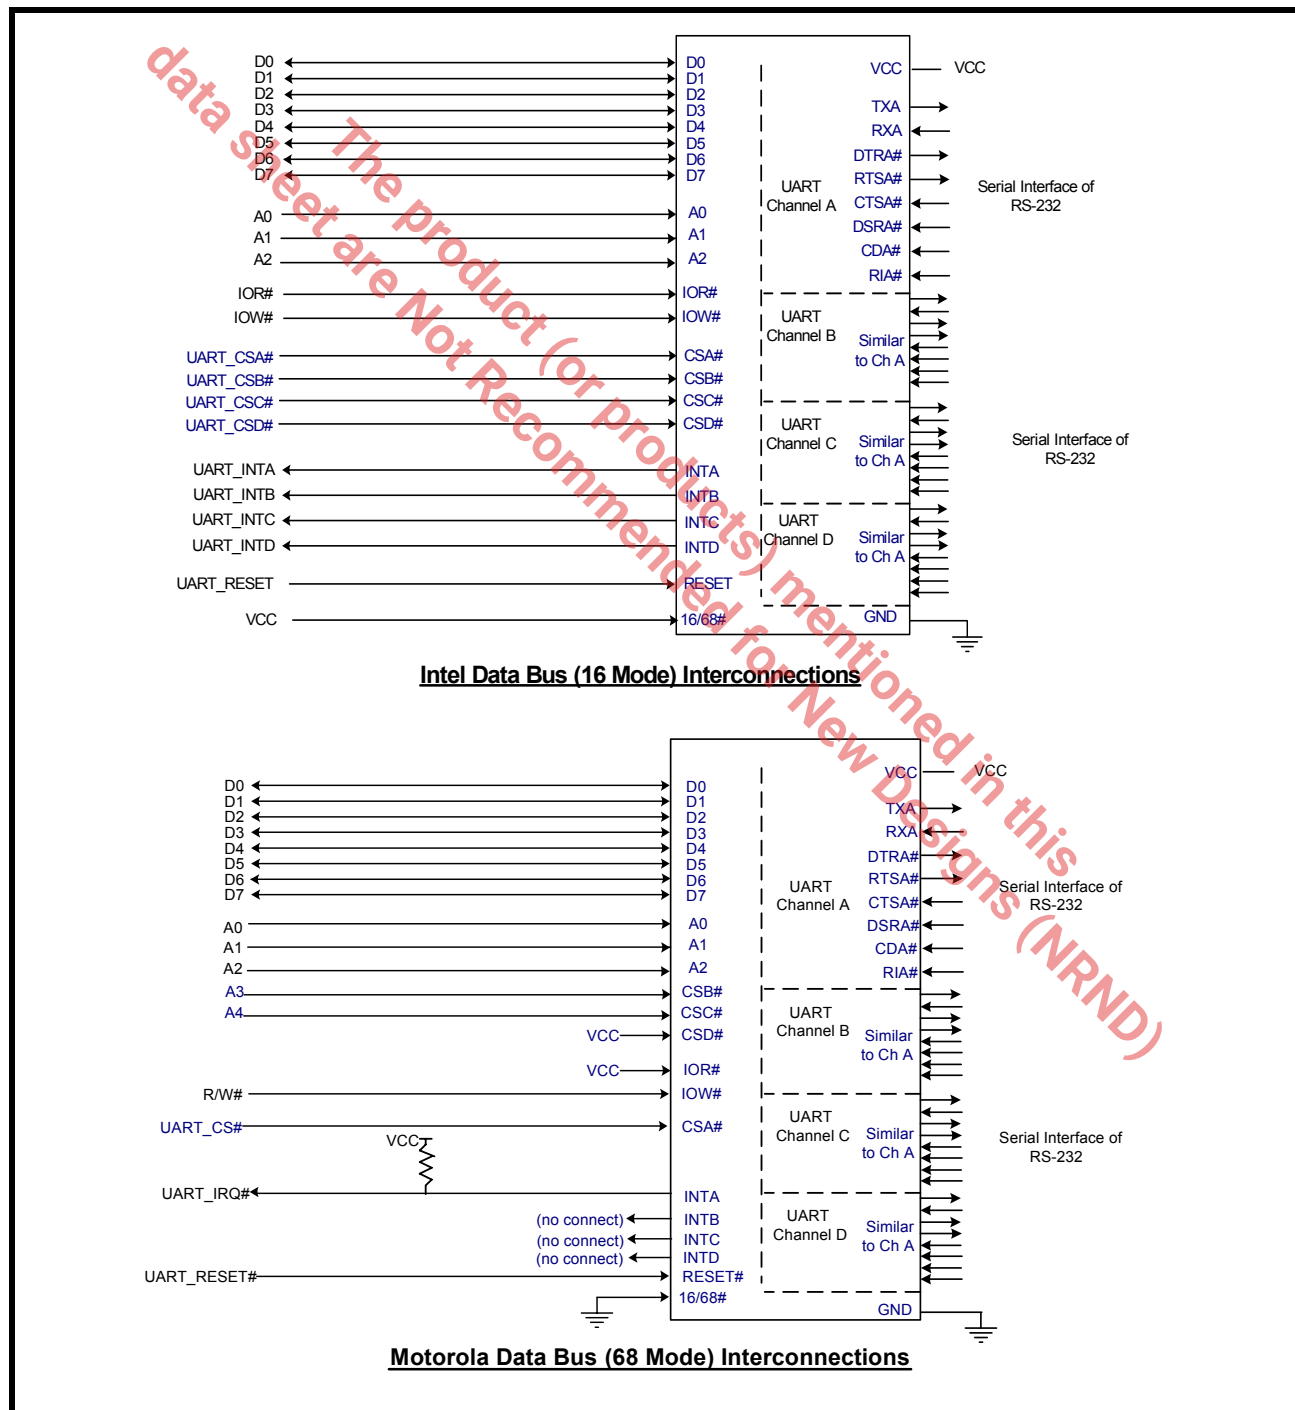 D0
D1
D2
D3
D4
D5
D6
D7
A0
A1
A2
IOR#
IOW#
UART_CSA#
UART_CSB#
UART_CSC#
UART_CSD#
UART_INTA
UART_INTB
UART_INTC
UART_INTD
UART_RESET
VCC
D0
D1
D2
D3
D4
D5
D6
D7
A0
A1
A2
IOR#
IOW#
CSA#
CSB#
CSC#
CSD#
INTA
INTB
INTC
INTD
RESET
16/68#
UART
Channel A
UART
Channel B
UART
Channel C
UART
Channel D
VCC
TXA
RXA
DTRA#
RTSA#
CTSA#
DSRA#
CDA#
RIA#
Similar
to Ch A
Similar
to Ch A
Similar
to Ch A
GND
VCC
Serial Interface of
RS-232
Serial Interface of
RS-232
Intel Data Bus (16 Mode) Interconnections
D0
D1
D2
D3
D4
D5
D6
D7
A0
A1
A2
A3
A4
VCC
VCC
R/W#
UART_CS#
VCC
UART_IRQ#
(no connect)
(no connect)
(no connect)
UART_RESET#
D0
D1
D2
D3
D4
D5
D6
D7
A0
A1
A2
CSB#
CSC#
CSD#
IOR#
IOW#
CSA#
INTA
INTB
INTC
INTD
RESET#
16/68#
UART
Channel A
UART
Channel B
UART
Channel C
UART
Channel D
VCC
TXA
RXA
DTRA#
RTSA#
CTSA#
DSRA#
CDA#
RIA#
Similar
to Ch A
Similar
to Ch A
Similar
to Ch A
GND
VCC
Serial Interface of
RS-232
Serial Interface of
RS-232
Motorola Data Bus (68 Mode) Interconnections
The product (or products) mentioned in this
data sheet are Not Recommended for New Designs (NRND)